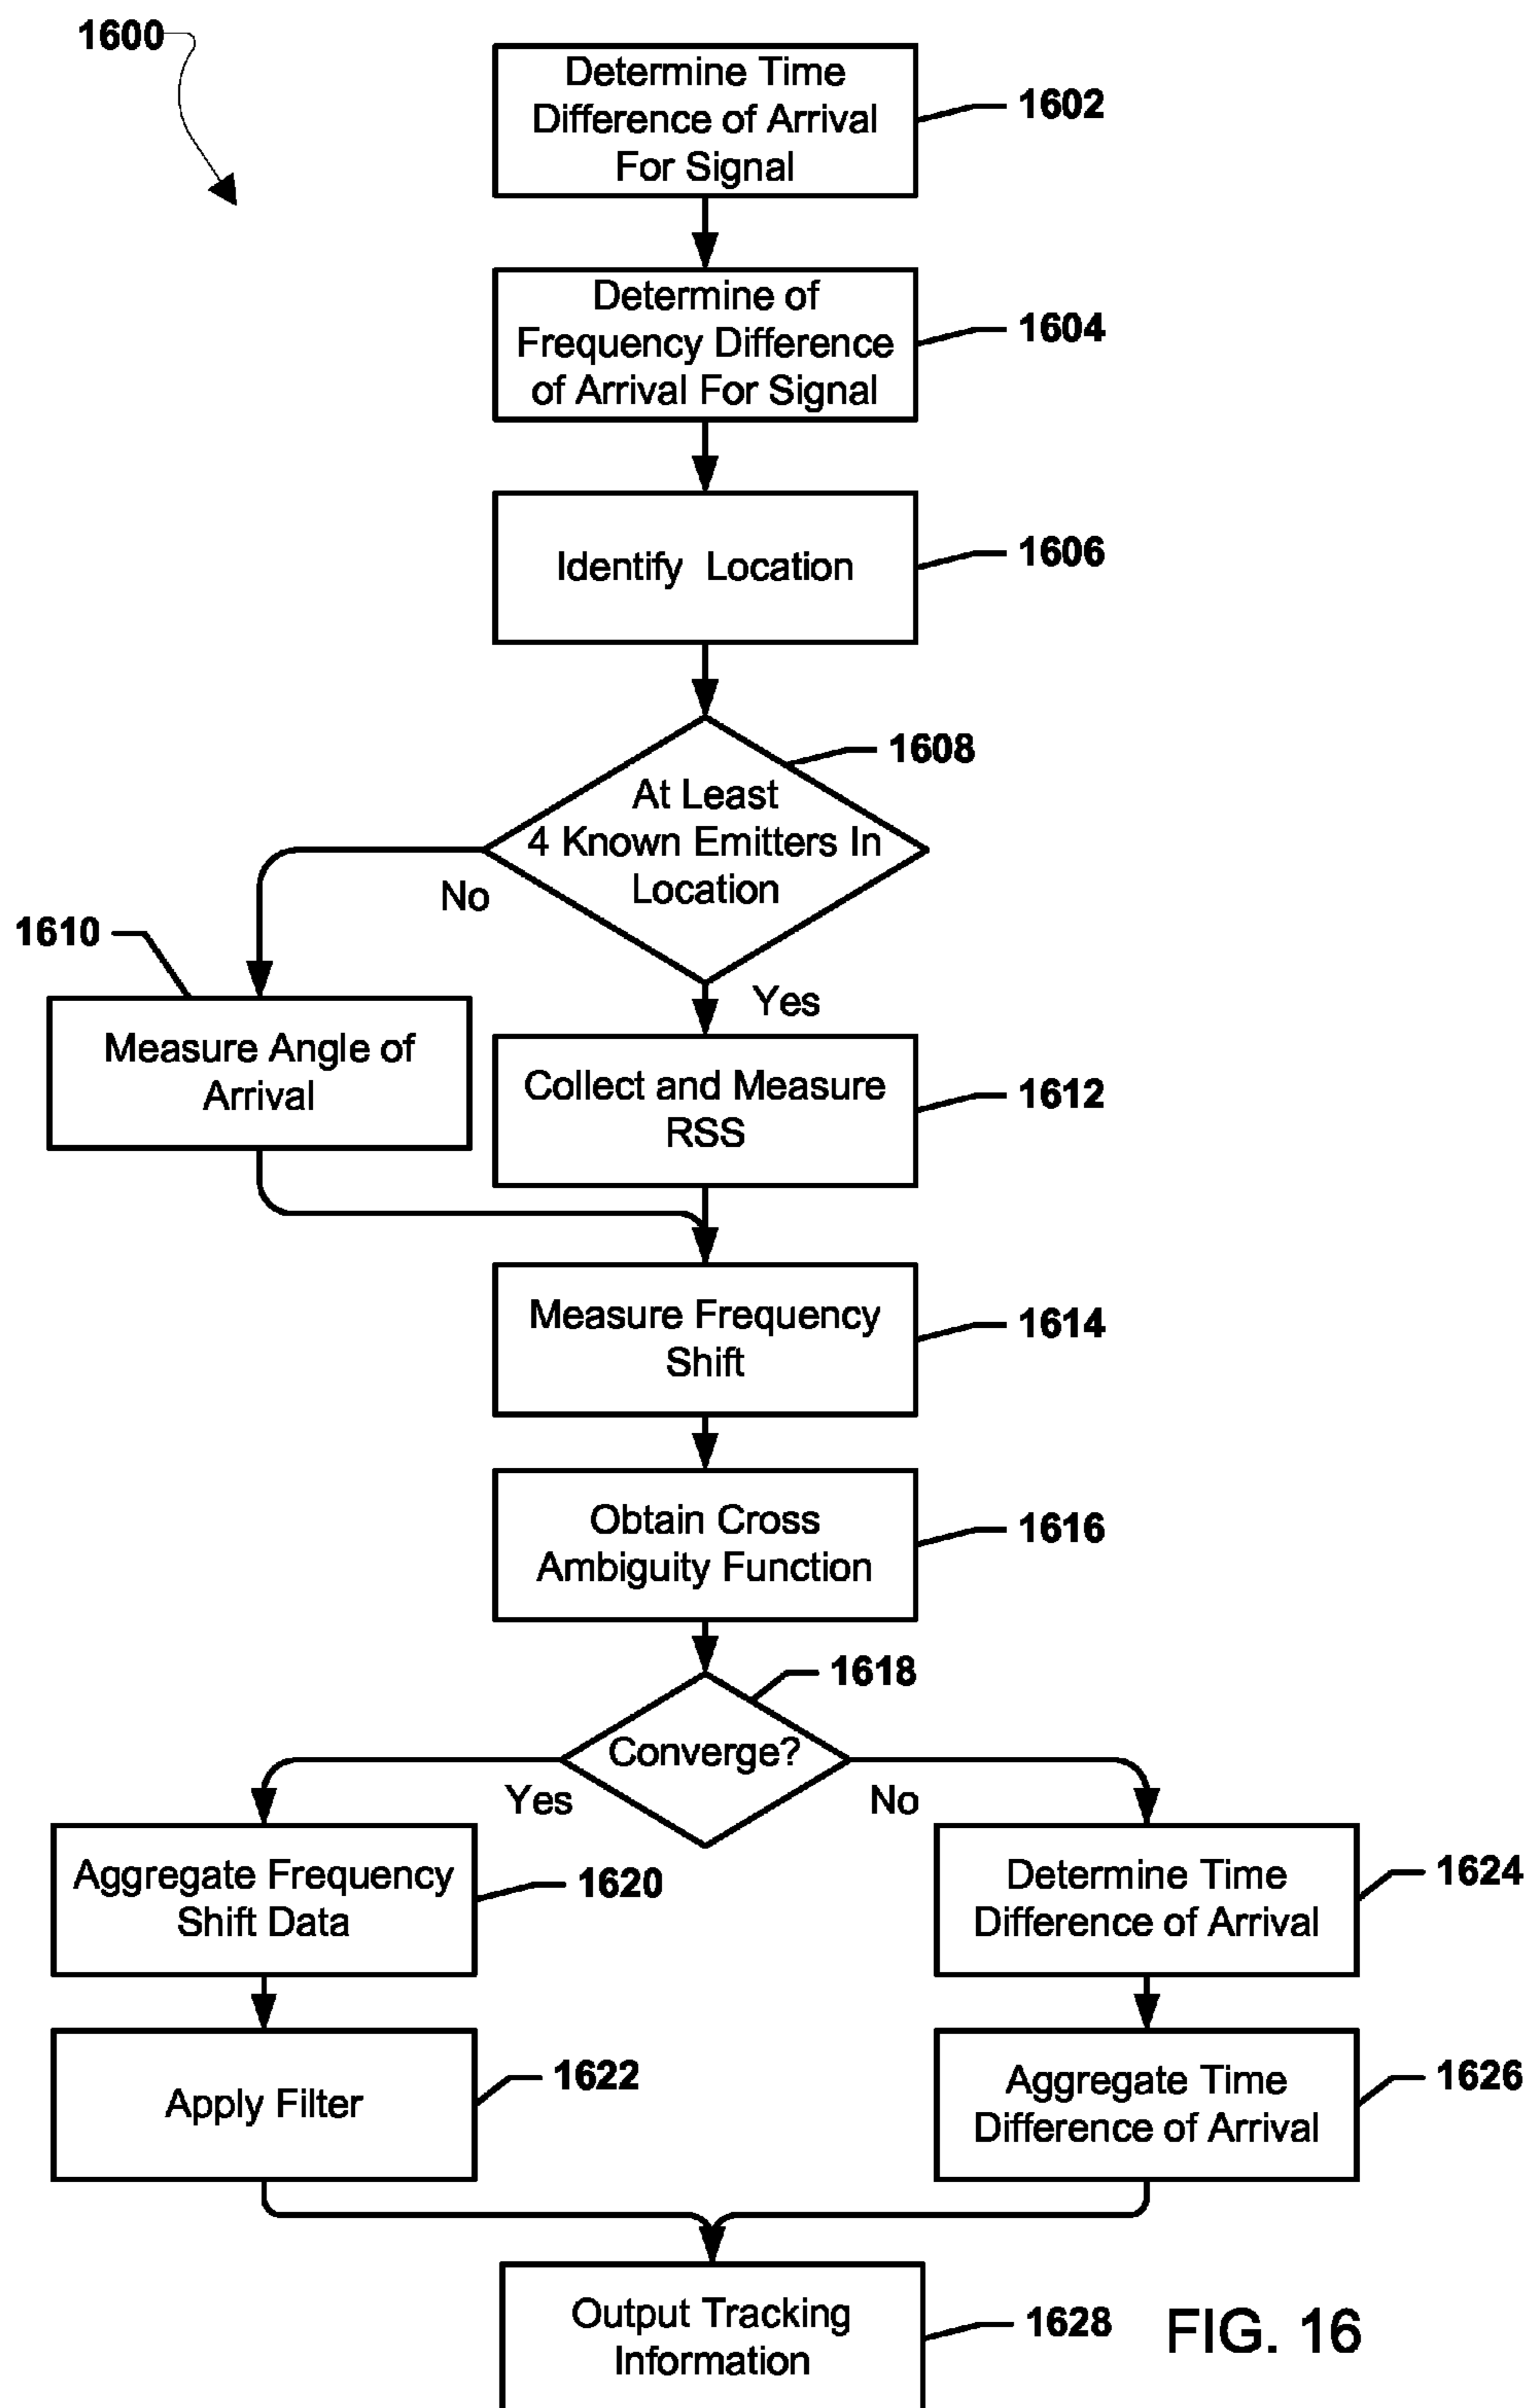 1600
Determine Time
Difference of Arrival
For Signal
1602
Determine of
Frequency Difference
of Arrival For Signal
1604
Identify Location
1606
1608
At Least
4 Known Emitters In
Location
No
Yes
1610
Measure Angle of
Arrival
Collect and Measure
RSS
1612
Measure Frequency
Shift
1614
Obtain Cross
Ambiguity Function
1616
1618
Converge?
Yes
No
Aggregate Frequency
Shift Data
1620
Determine Time
Difference of Arrival
1624
Apply Filter
1622
Aggregate Time
Difference of Arrival
1626
Output Tracking
Information
1628
FIG. 16